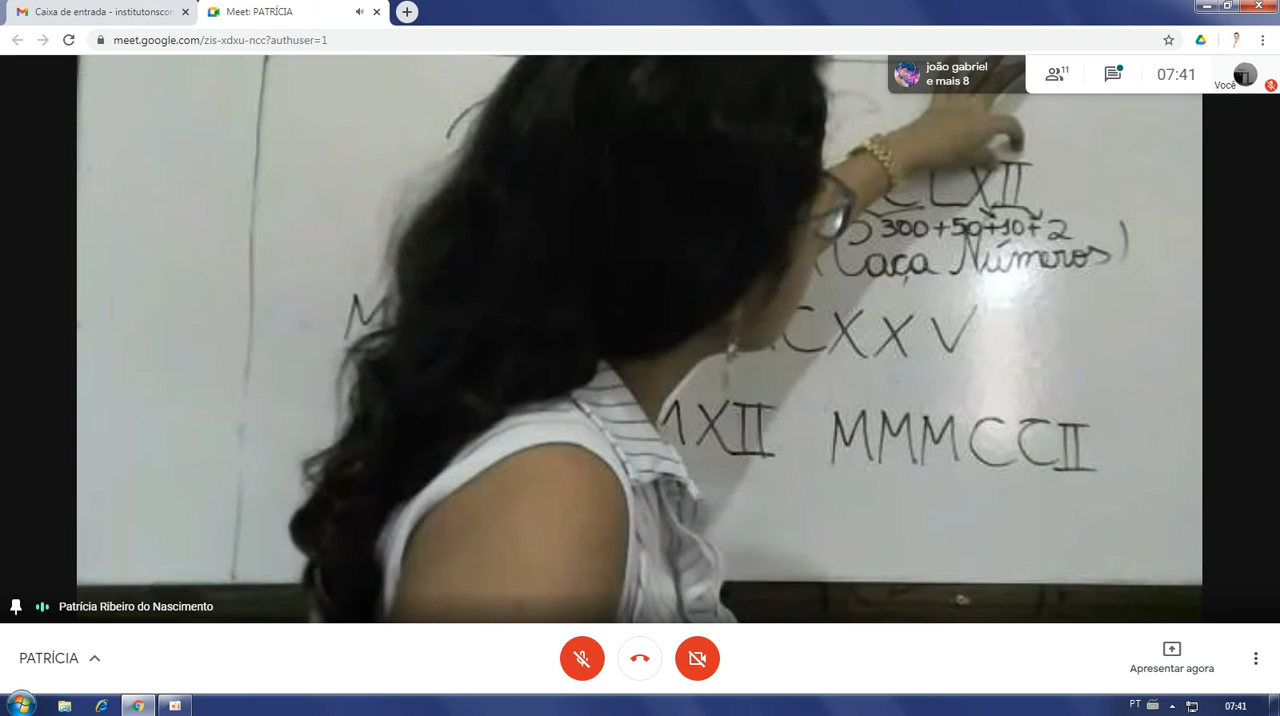 Caixa de entrada - institutonscon
Meet: PATRÍCIA
meet.google.com/zis-xdxu-ncc?authuser=1
joão gabriel
e mais 8
11
07:41
Você
CLXII
300+50+10+2
(Caça Números)
CXXV
XII MMMCCII
Patrícia Ribeiro do Nascimento
PATRÍCIA
Apresentar agora
PT
07:41